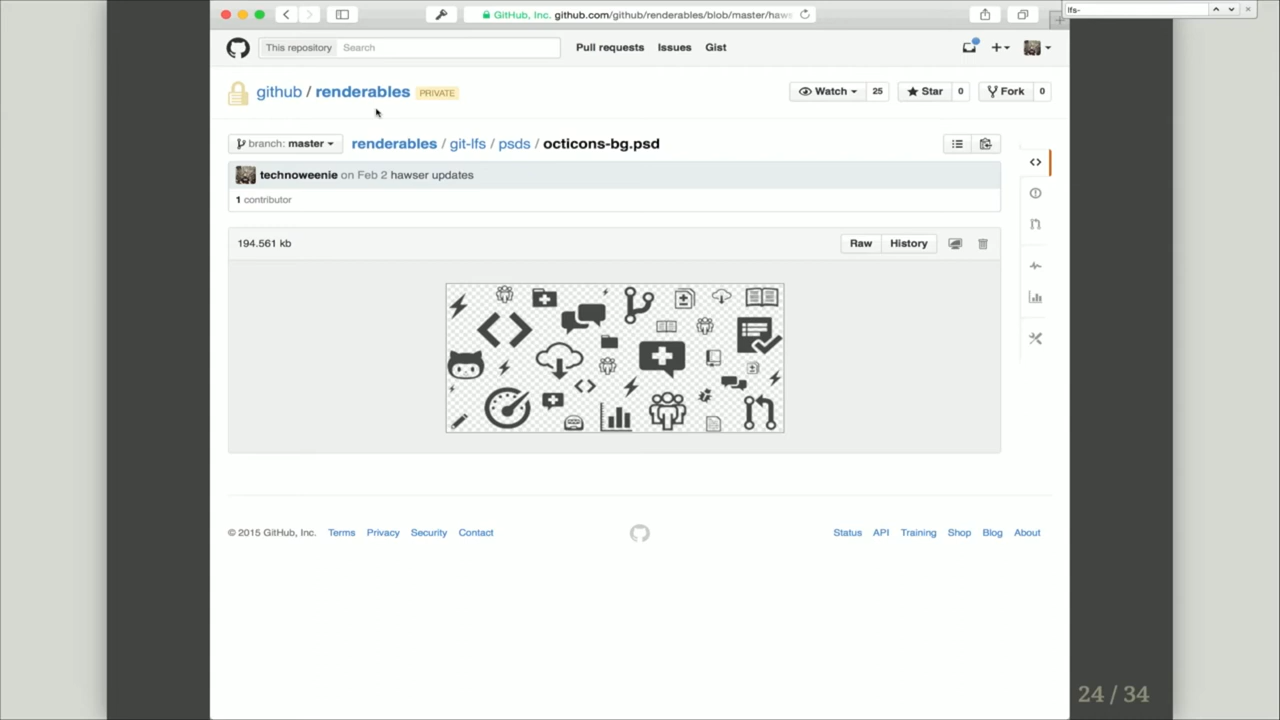 GitHub, Inc. github.com/github/renderables/blob/master/haws
lfs-
This repository Search Pull requests Issues Gist
github / renderables PRIVATE Watch 25 Star 0 Fork 0
branch: master renderables / git-lfs / psds / octicons-bg.psd
technoweenie on Feb 2 hawser updates
1 contributor
194.561 kb Raw History
© 2015 GitHub, Inc. Terms Privacy Security Contact Status API Training Shop Blog About
24 / 34